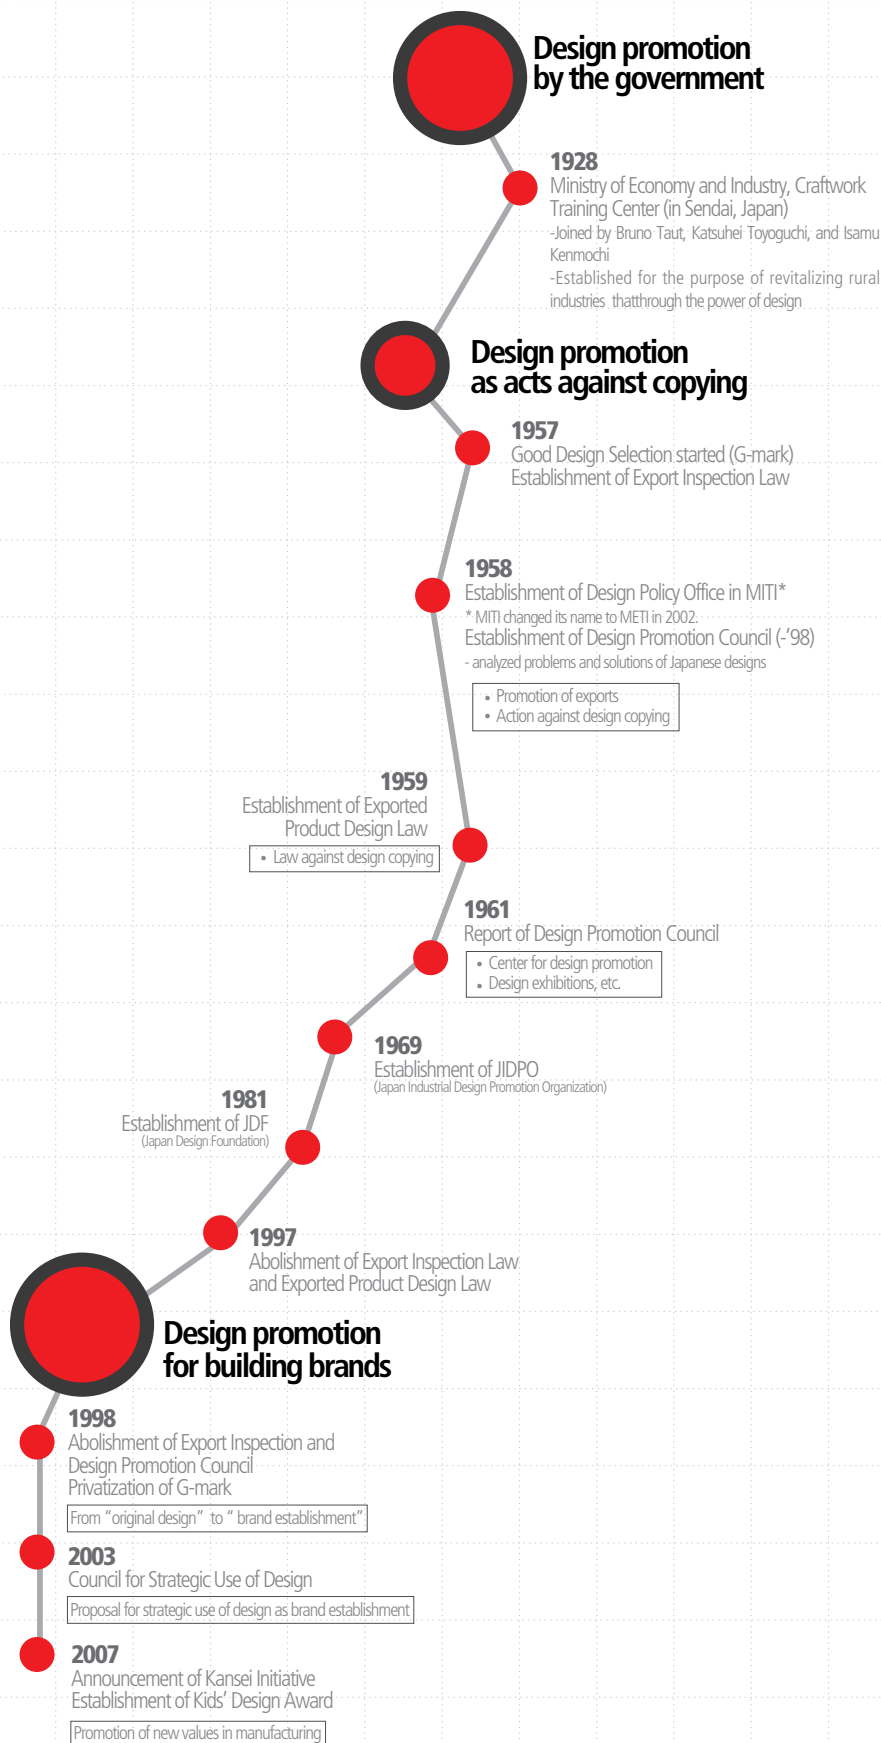 Design promotion
by the government
1928
Ministry of Economy and Industry, Craftwork
Training Center (in Sendai, Japan)
-Joined by Bruno Taut, Katsuhei Toyoguchi, and Isamu
Kenmochi
-Established for the purpose of revitalizing rural
industries thatthrough the power of design
Design promotion
as acts against copying
1957
Good Design Selection started (G-mark)
Establishment of Export Inspection Law
1958
Establishment of Design Policy Office in MITI*
* MITI changed its name to METI in 2002.
Establishment of Design Promotion Council (-'98)
- analyzed problems and solutions of Japanese designs
• Promotion of exports
• Action against design copying
1959
Establishment of Exported
Product Design Law
• Law against design copying
1961
Report of Design Promotion Council
• Center for design promotion
• Design exhibitions, etc.
1969
Establishment of JIDPO
(Japan Industrial Design Promotion Organization)
1981
Establishment of JDF
(Japan Design Foundation)
1997
Abolishment of Export Inspection Law
and Exported Product Design Law
Design promotion
for building brands
1998
Abolishment of Export Inspection and
Design Promotion Council
Privatization of G-mark
From “original design” to “ brand establishment”
2003
Council for Strategic Use of Design
Proposal for strategic use of design as brand establishment
2007
Announcement of Kansei Initiative
Establishment of Kids' Design Award
Promotion of new values in manufacturing